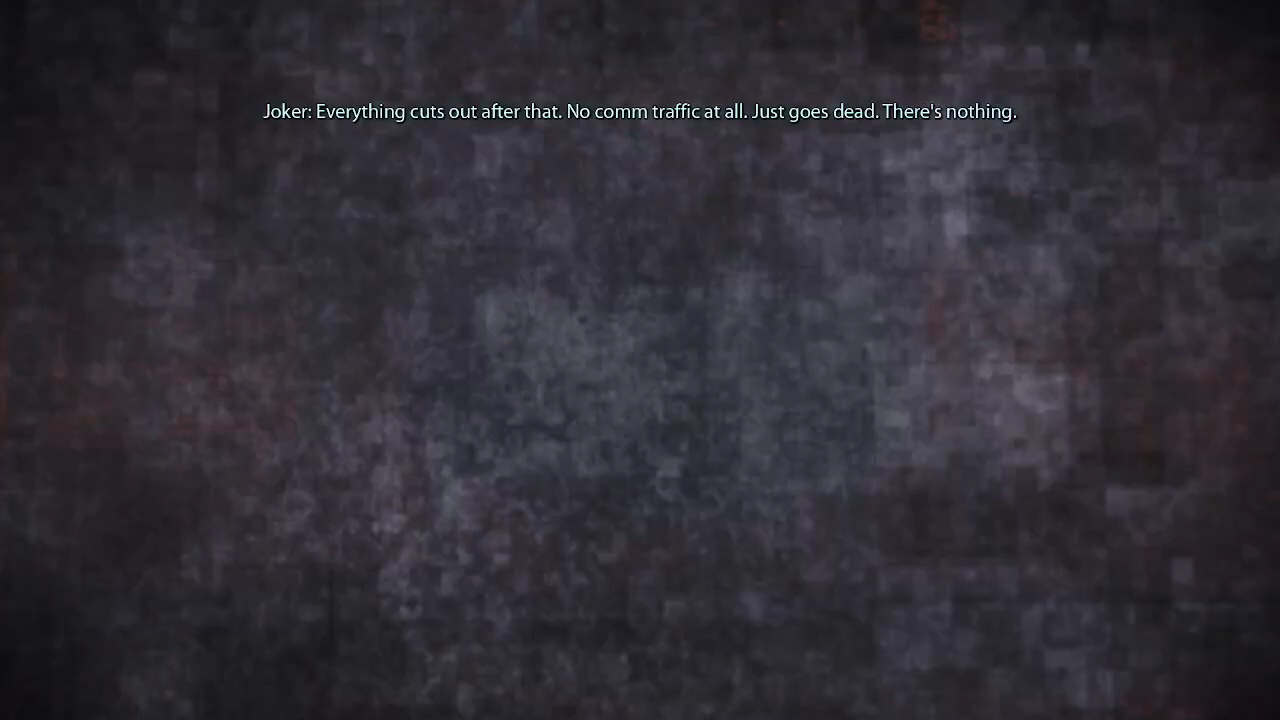 Joker: Everything cuts out after that. No comm traffic at all. Just goes dead. There's nothing.